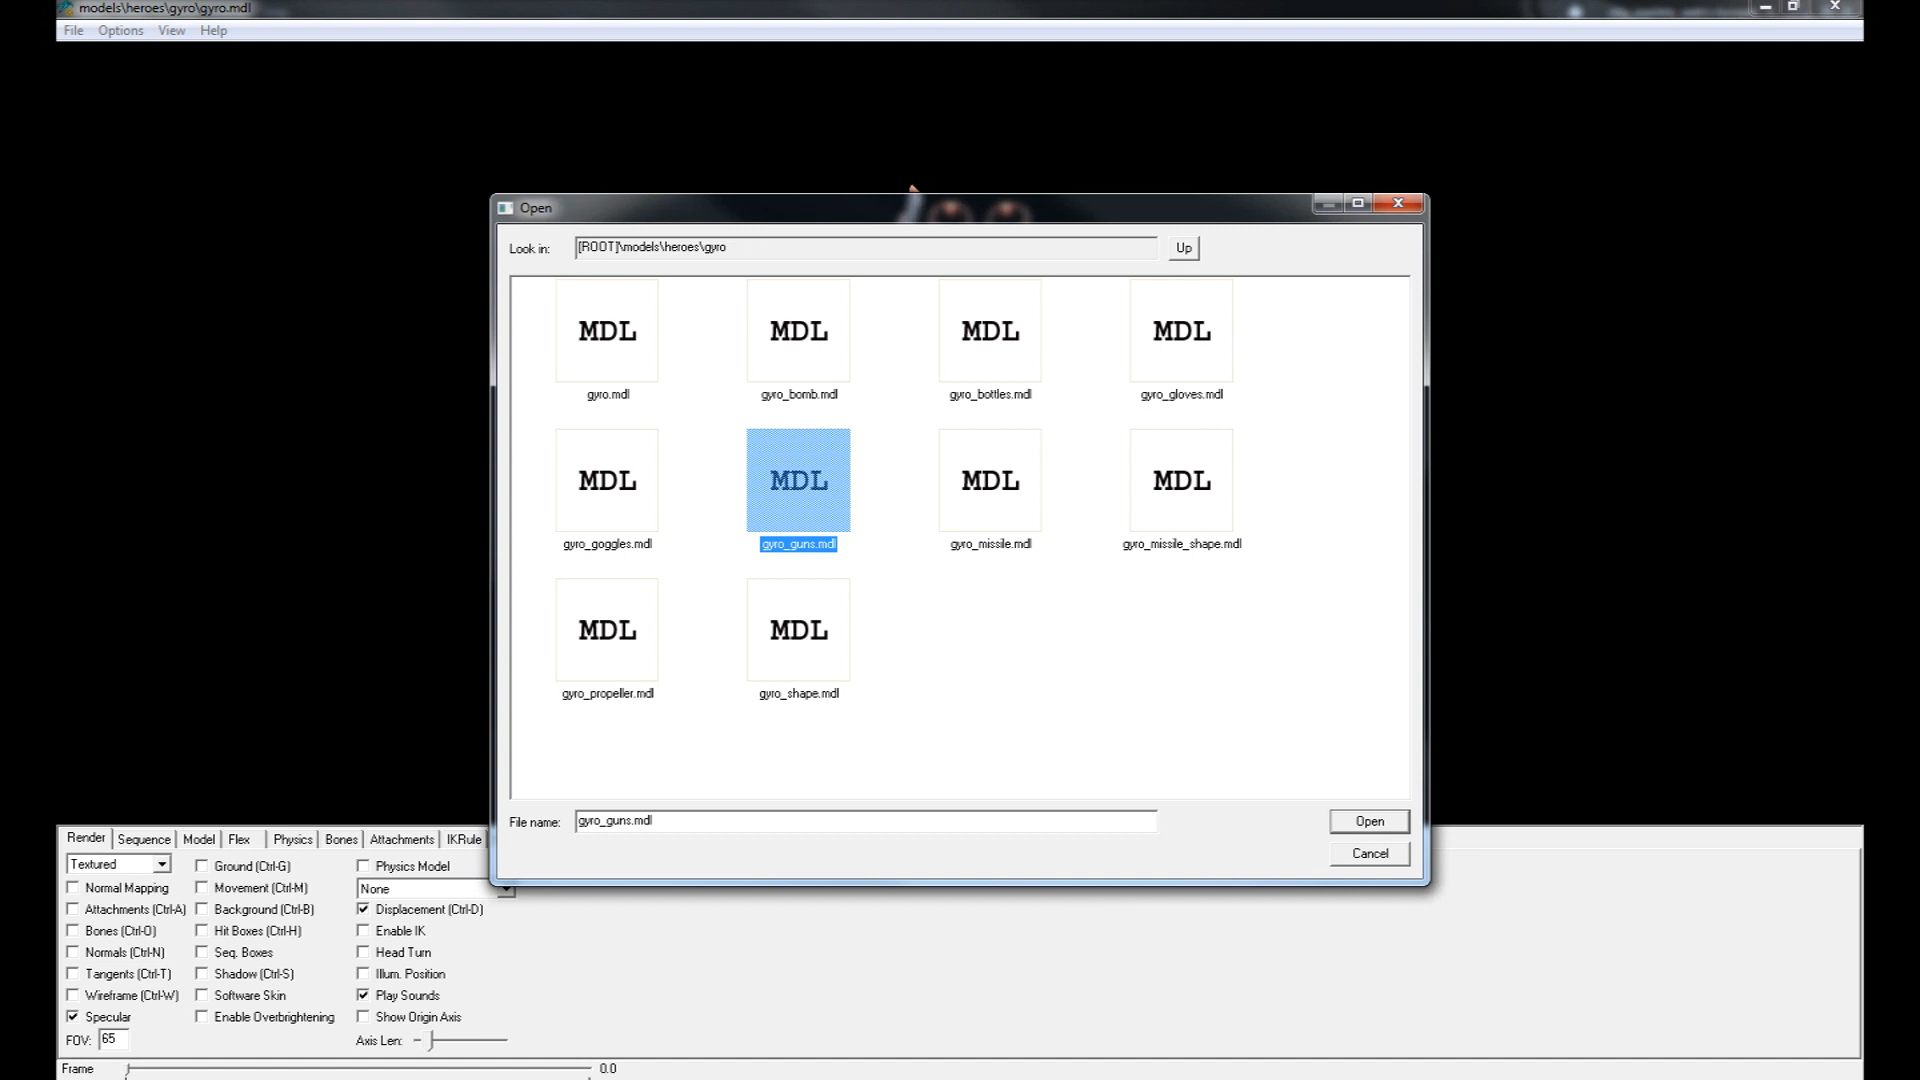 models\heroes\gyro\gyro.mdl
File Options View Help
Open
Look in: [ROOT]\models\heroes\gyro Up
MDL MDL MDL MDL
gyro.mdl gyro_bomb.mdl gyro_bottles.mdl gyro_gloves.mdl
MDL MDL MDL MDL
gyro_goggles.mdl gyro_guns.mdl gyro_missile.mdl gyro_missile_shape.mdl
MDL MDL
gyro_propeller.mdl gyro_shape.mdl
File name: gyro_guns.mdl Open
Cancel
Render Sequence Model Flex Physics Bones Attachments IKRule
Textured Ground (Ctrl-G) Physics Model
Normal Mapping Movement (Ctrl-M) None
Attachments (Ctrl-A) Background (Ctrl-B) Displacement (Ctrl-D)
Bones (Ctrl-O) Hit Boxes (Ctrl-H) Enable IK
Normals (Ctrl-N) Seq. Boxes Head Turn
Tangents (Ctrl-T) Shadow (Ctrl-S) Illum. Position
Wireframe (Ctrl-W) Software Skin Play Sounds
Specular Enable Overbrightening Show Origin Axis
FOV: 65 Axis Len:
Frame 0.0